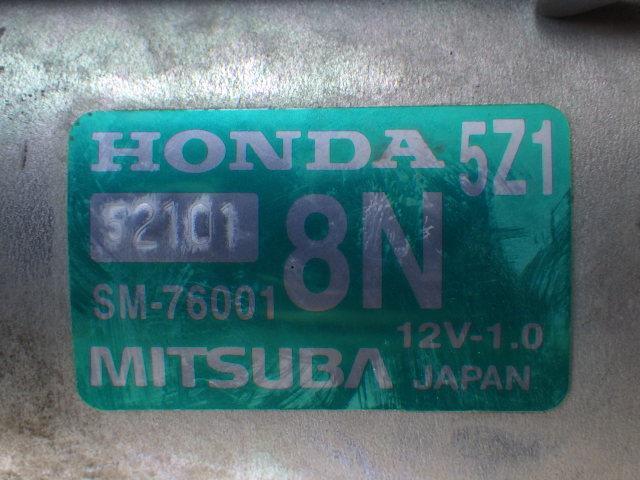 HONDA 5Z1
52101 8N
SM-76001
12V-1.0
MITSUBA JAPAN